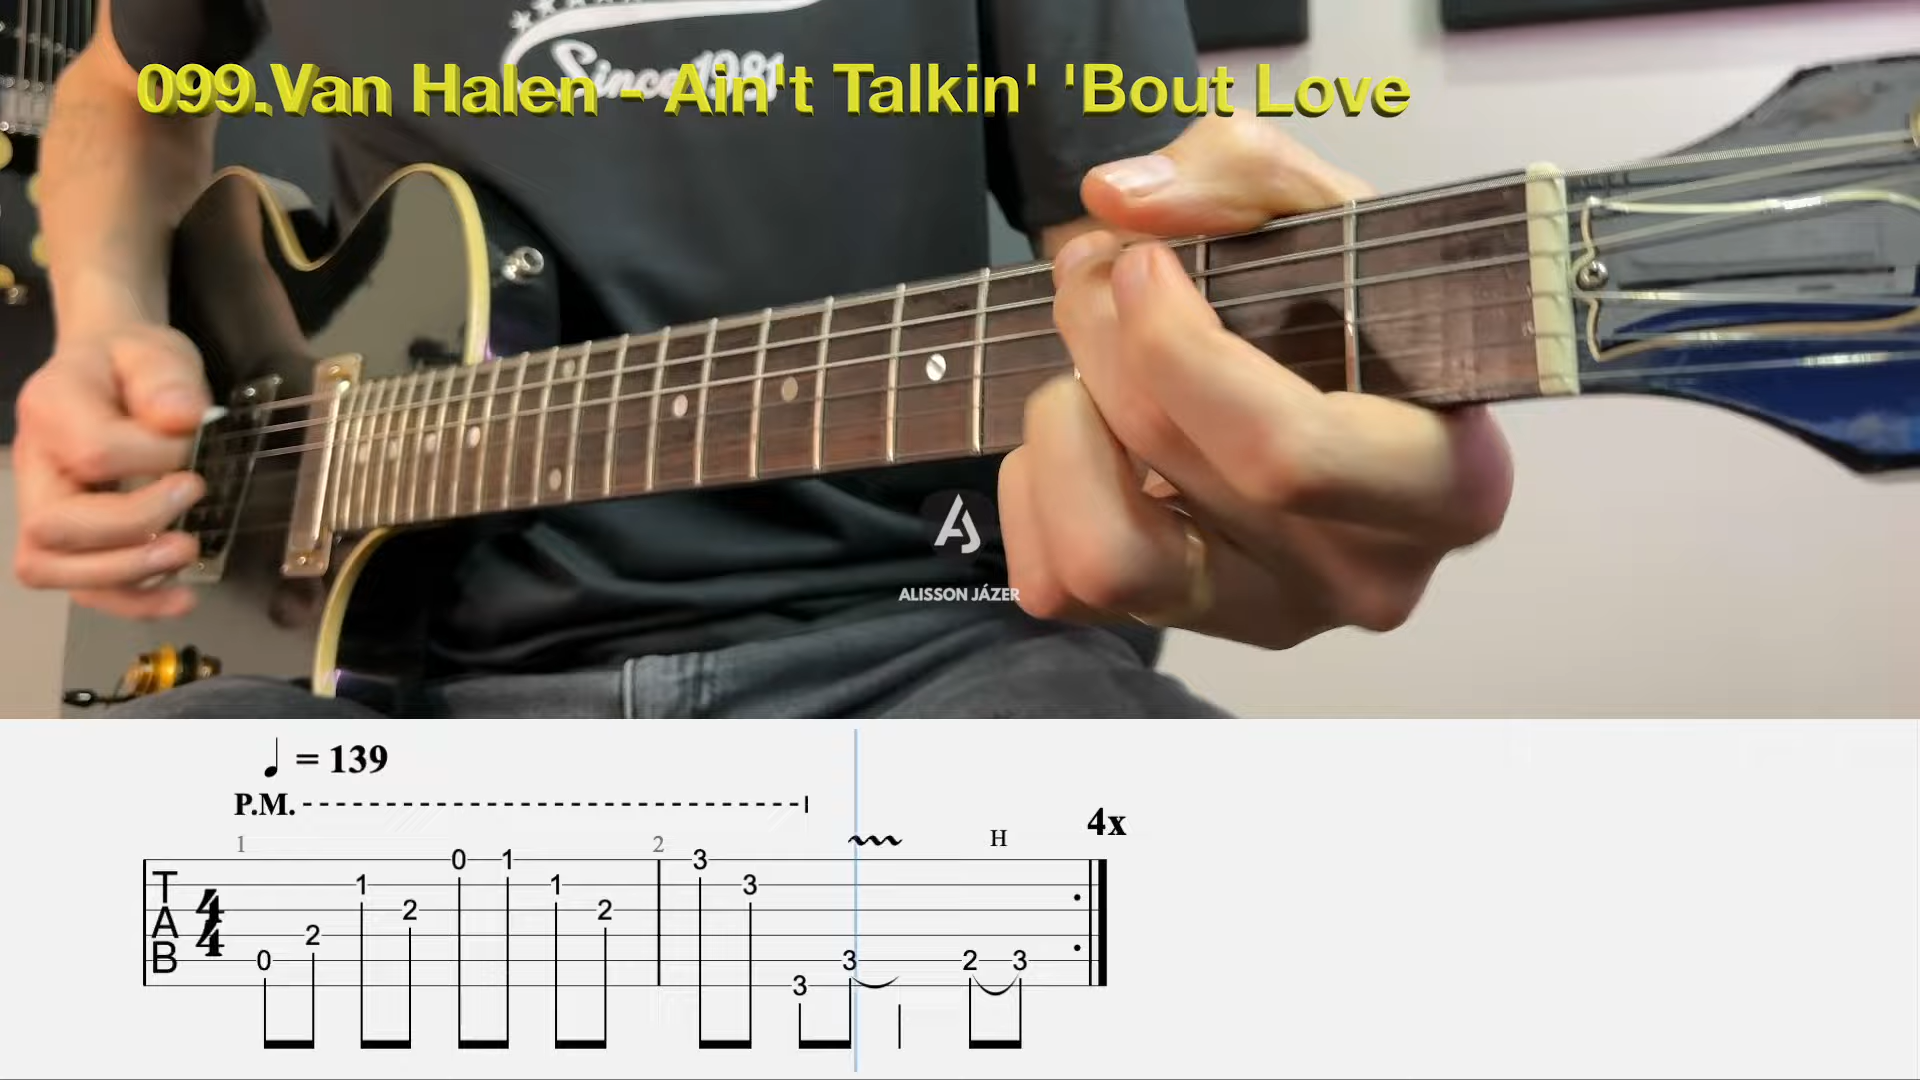 Since 1981
099.Van Halen - Ain't Talkin' 'Bout Love
ALISSON JÁZER
♩ = 139
P.M.
4x
1 2 H
0 1 3
1 1 3
2 2
T A B
4 4
2
0 3 2 3
3